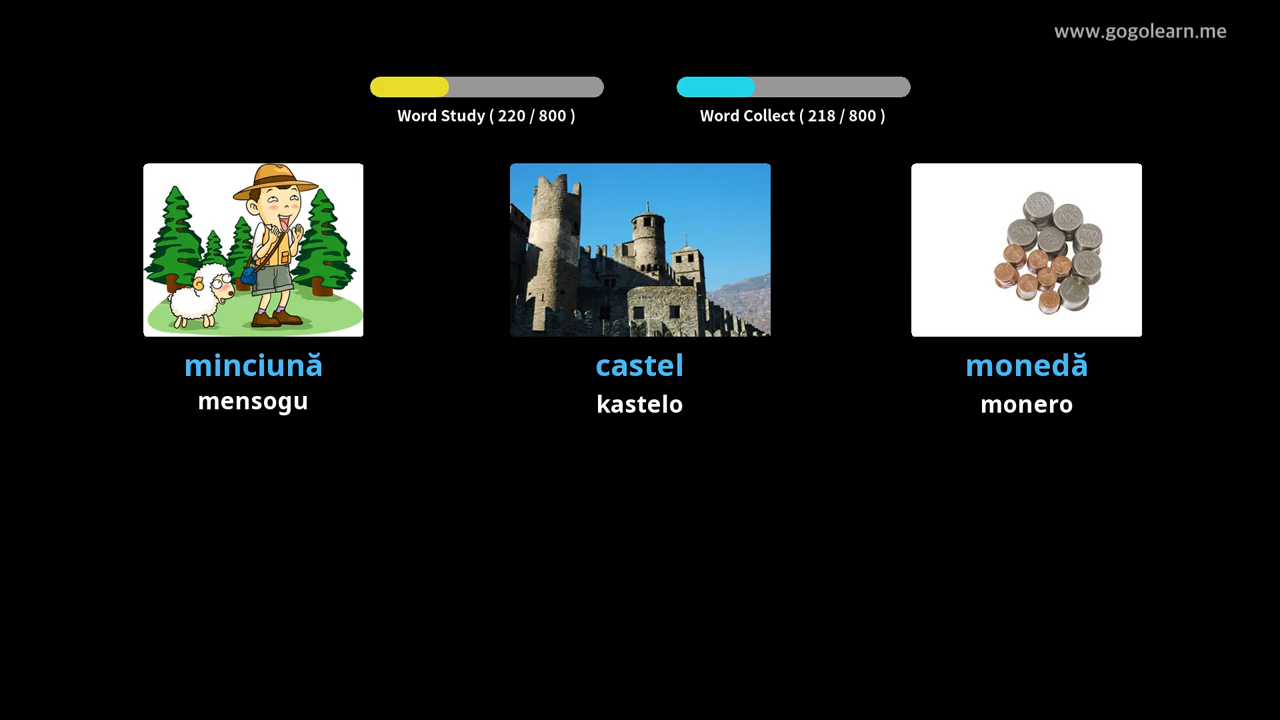 www.gogolearn.me
Word Study ( 220 / 800 )
Word Collect ( 218 / 800 )
minciună
mensogu
castel
kastelo
monedă
monero